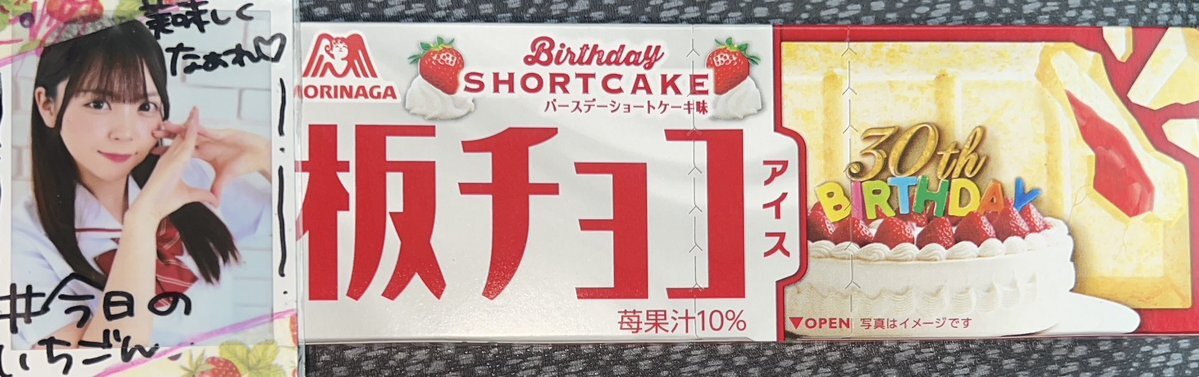 美味しく
なあれ♡
#今日の
いちごん
MORINAGA
Birthday
SHORTCAKE
バースデーショートケーキ味
板チョコ
アイス
苺果汁10%
30th
BIRTHDAY
▼OPEN 写真はイメージです